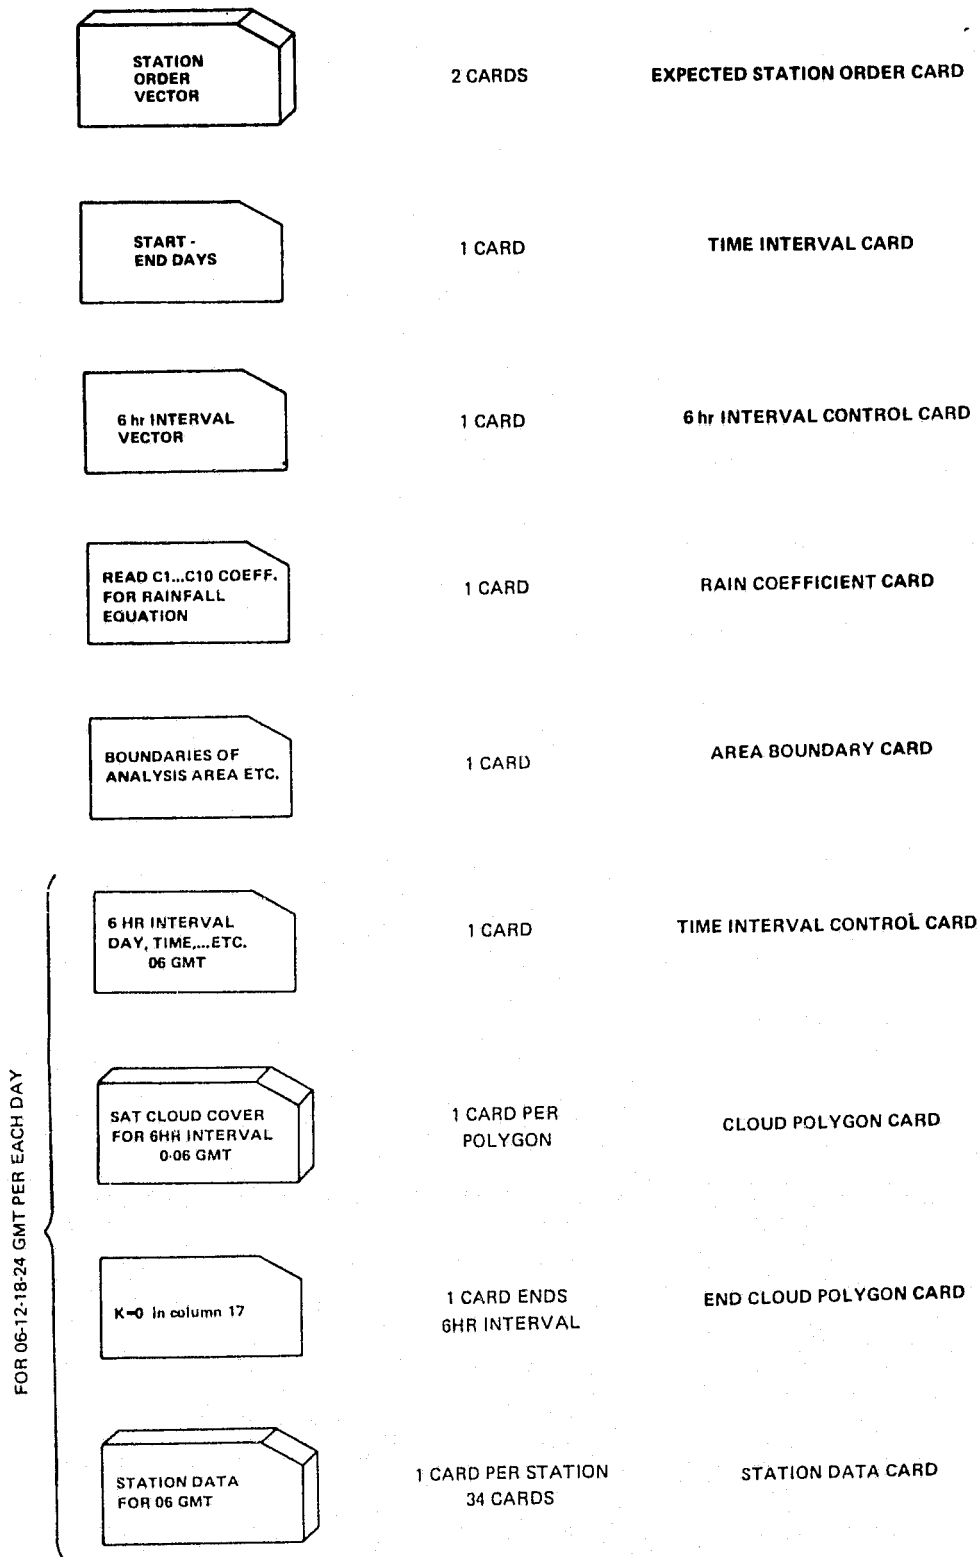 STATION
ORDER
VECTOR
2 CARDS
EXPECTED STATION ORDER CARD
START -
END DAYS
1 CARD
TIME INTERVAL CARD
6 hr INTERVAL
VECTOR
1 CARD
6 hr INTERVAL CONTROL CARD
READ C1...C10 COEFF.
FOR RAINFALL
EQUATION
1 CARD
RAIN COEFFICIENT CARD
BOUNDARIES OF
ANALYSIS AREA ETC.
1 CARD
AREA BOUNDARY CARD
FOR 06-12-18-24 GMT PER EACH DAY
6 HR INTERVAL
DAY, TIME,...ETC.
06 GMT
1 CARD
TIME INTERVAL CONTROL CARD
SAT CLOUD COVER
FOR 6HR INTERVAL
0-06 GMT
1 CARD PER
POLYGON
CLOUD POLYGON CARD
K=0 in column 17
1 CARD ENDS
6HR INTERVAL
END CLOUD POLYGON CARD
STATION DATA
FOR 06 GMT
1 CARD PER STATION
34 CARDS
STATION DATA CARD